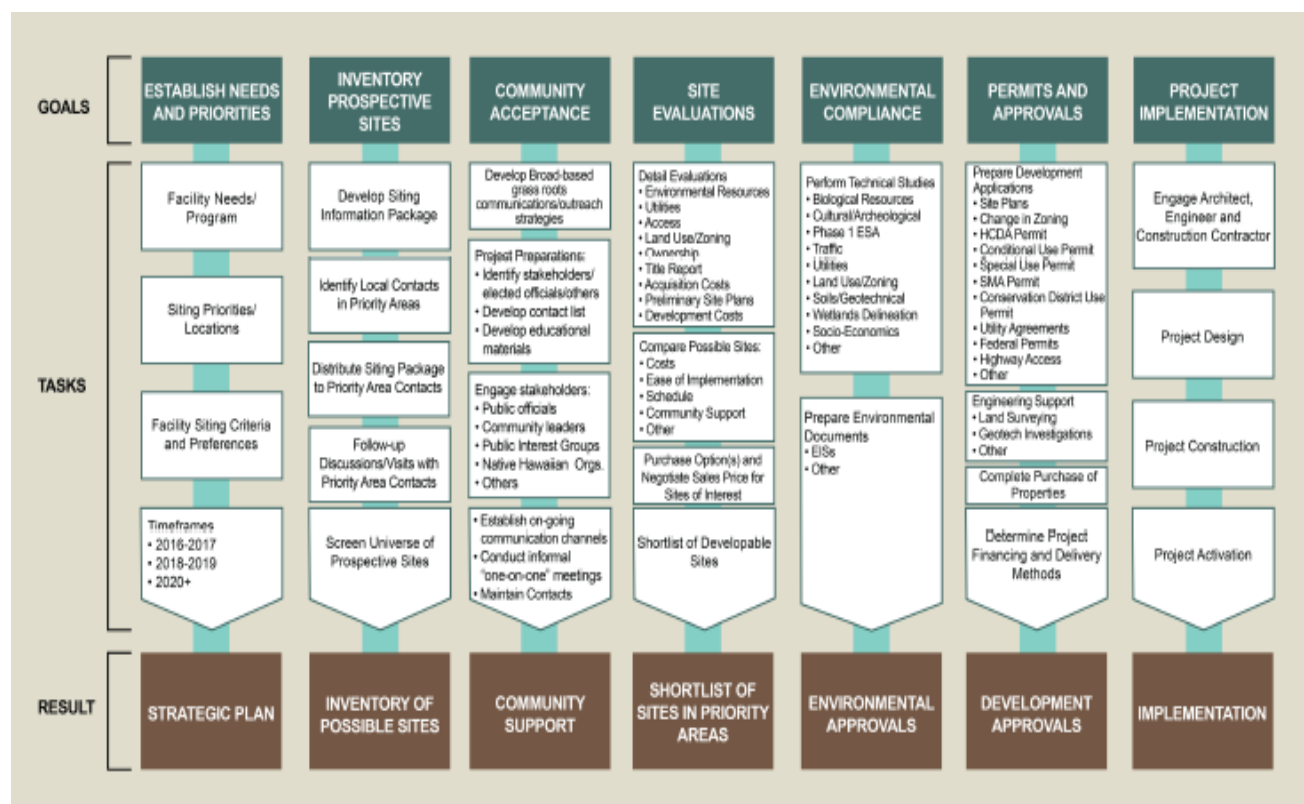 GOALS
ESTABLISH NEEDS
AND PRIORITIES
INVENTORY
PROSPECTIVE
SITES
COMMUNITY
ACCEPTANCE
SITE
EVALUATIONS
ENVIRONMENTAL
COMPLIANCE
PERMITS AND
APPROVALS
PROJECT
IMPLEMENTATION
TASKS
Facility Needs/
Program
Siting Priorities/
Locations
Facility Siting Criteria
and Preferences
Timeframes
• 2016-2017
• 2018-2019
• 2020+
Develop Siting
Information Package
Identify Local Contacts
in Priority Areas
Distribute Siting Package
to Priority Area Contacts
Follow-up
Discussions/Visits with
Priority Area Contacts
Screen Universe of
Prospective Sites
Develop Broad-based
grass roots
communications/outreach
strategies
Project Preparations:
• Identify stakeholders/
elected officials/others
• Develop contact list
• Develop educational
materials
Engage stakeholders:
• Public officials
• Community leaders
• Public Interest Groups
• Native Hawaiian Orgs.
• Others
• Establish on-going
communication channels
• Conduct informal
"one-on-one" meetings
• Maintain Contacts
Detail Evaluations
• Environmental Resources
• Utilities
• Access
• Land Use/Zoning
• Ownership
• Title Report
• Acquisition Costs
• Preliminary Site Plans
• Development Costs
Compare Possible Sites:
• Costs
• Ease of Implementation
• Schedule
• Community Support
• Other
Purchase Option(s) and
Negotiate Sales Price for
Sites of Interest
Shortlist of Developable
Sites
Perform Technical Studies
• Biological Resources
• Cultural/Archeological
• Phase 1 ESA
• Traffic
• Utilities
• Land Use/Zoning
• Soils/Geotechnical
• Wetlands Delineation
• Socio-Economics
• Other
Prepare Environmental
Documents
• EISs
• Other
Prepare Development
Applications
• Site Plans
• Change in Zoning
• HCDA Permit
• Conditional Use Permit
• Special Use Permit
• SMA Permit
• Conservation District Use
Permit
• Utility Agreements
• Federal Permits
• Highway Access
• Other
Engineering Support
• Land Surveying
• Geotech Investigations
• Other
Complete Purchase of
Properties
Determine Project
Financing and Delivery
Methods
Engage Architect,
Engineer and
Construction Contractor
Project Design
Project Construction
Project Activation
RESULT
STRATEGIC PLAN
INVENTORY OF
POSSIBLE SITES
COMMUNITY
SUPPORT
SHORTLIST OF
SITES IN PRIORITY
AREAS
ENVIRONMENTAL
APPROVALS
DEVELOPMENT
APPROVALS
IMPLEMENTATION